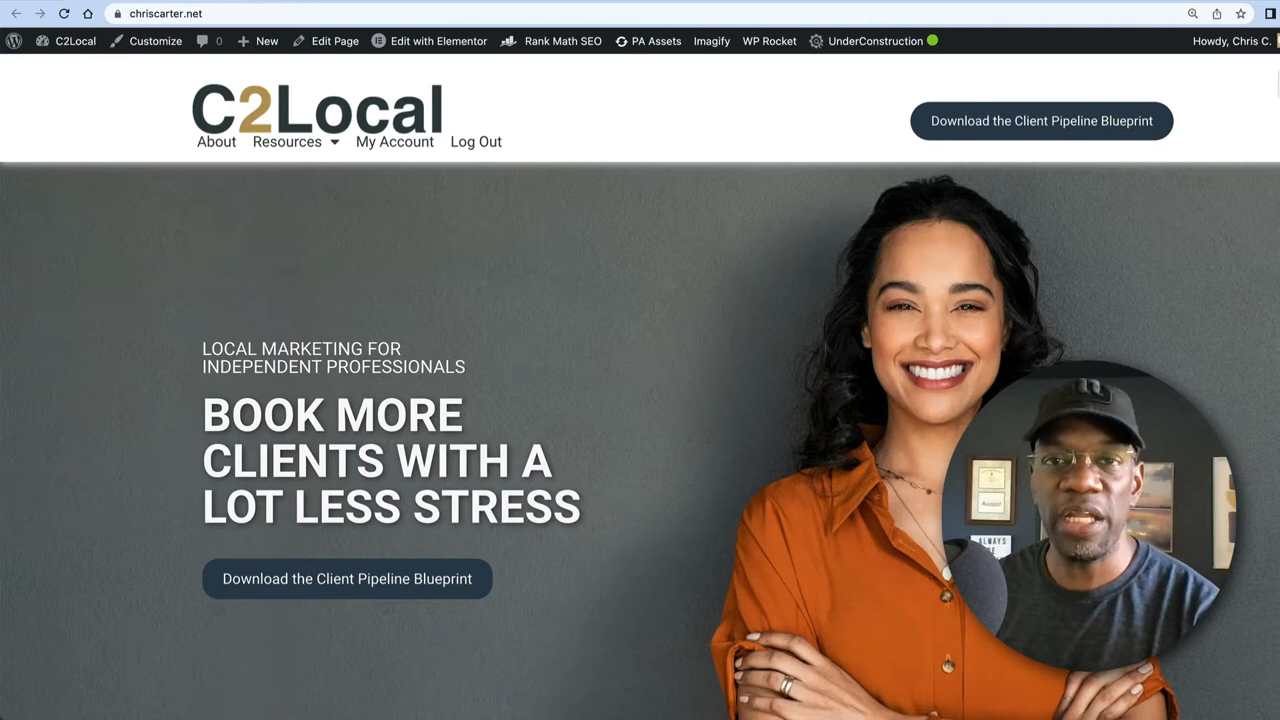 chriscarter.net
C2Local
Customize
0
New
Edit Page
Edit with Elementor
Rank Math SEO
PA Assets
Imagify
WP Rocket
UnderConstruction
Howdy, Chris C.
C2Local
About
Resources
My Account
Log Out
Download the Client Pipeline Blueprint
LOCAL MARKETING FOR
INDEPENDENT PROFESSIONALS
BOOK MORE
CLIENTS WITH A
LOT LESS STRESS
Download the Client Pipeline Blueprint
ALWAYS